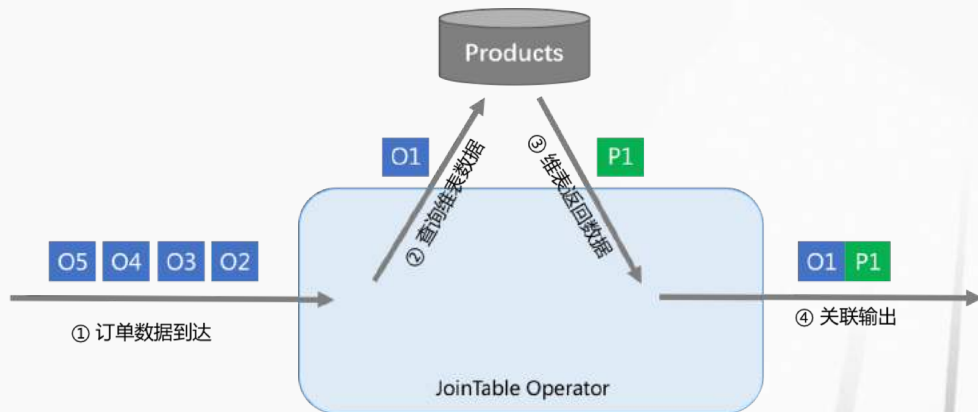 Products
O1
② 查询维表数据
③ 维表返回数据
P1
O5 O4 O3 O2
① 订单数据到达
O1 P1
④ 关联输出
JoinTable Operator